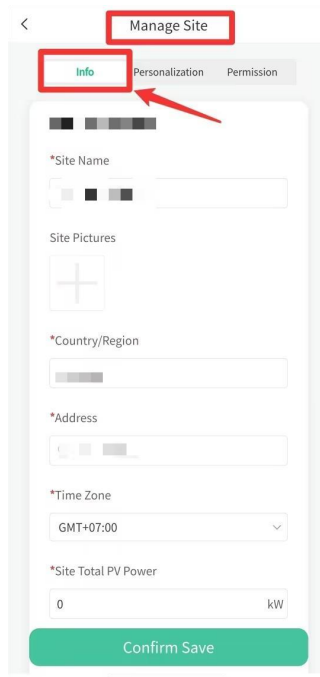 Manage Site
Info Personalization Permission
*Site Name
Site Pictures
*Country/Region
*Address
*Time Zone
GMT+07:00
*Site Total PV Power
0 kW
Confirm Save